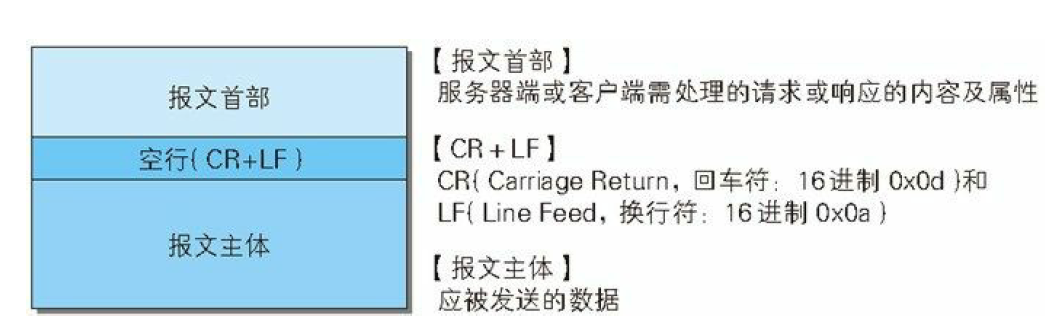 报文首部
空行( CR+LF )
报文主体
【报文首部】
服务器端或客户端需处理的请求或响应的内容及属性
【CR + LF】
CR( Carriage Return，回车符：16进制 0x0d )和
LF( Line Feed，换行符：16进制 0x0a )
【报文主体】
应被发送的数据